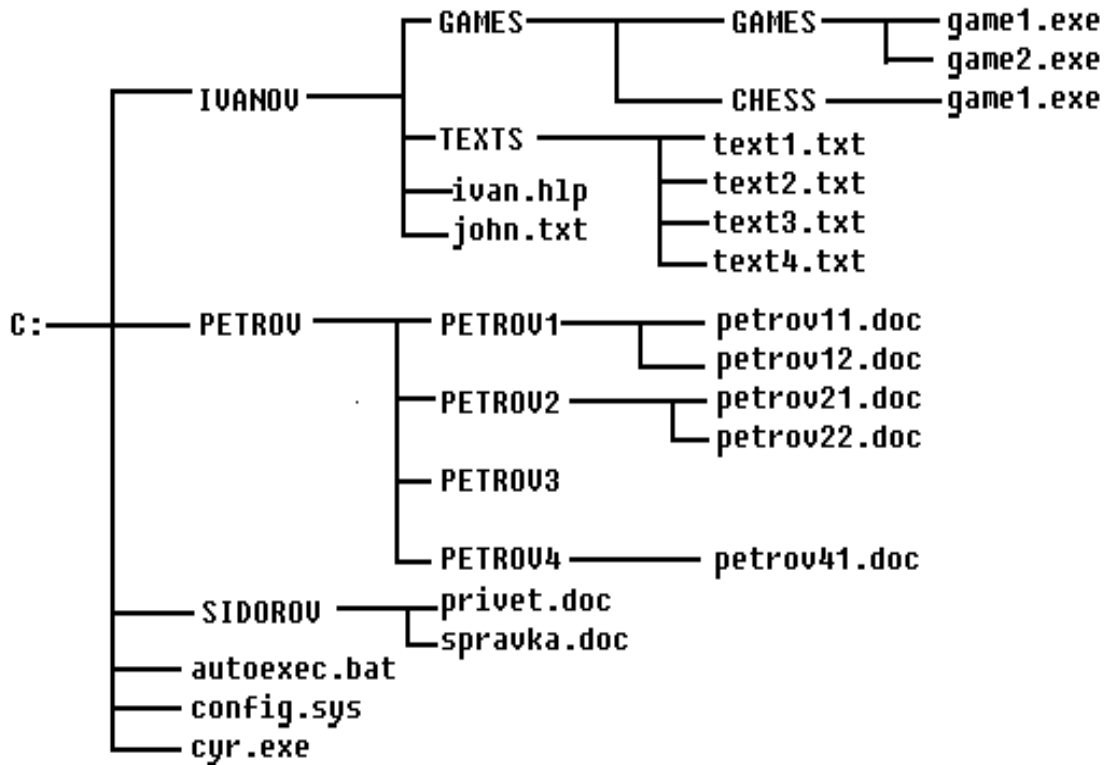 GAMES GAMES game1.exe
game2.exe
IVANOV CHESS game1.exe
TEXTS text1.txt
ivan.hlp text2.txt
john.txt text3.txt
text4.txt
C: PETROV PETROV1 petrov11.doc
petrov12.doc
PETROV2 petrov21.doc
petrov22.doc
PETROV3
PETROV4 petrov41.doc
SIDOROV privet.doc
spravka.doc
autoexec.bat
config.sys
cyr.exe